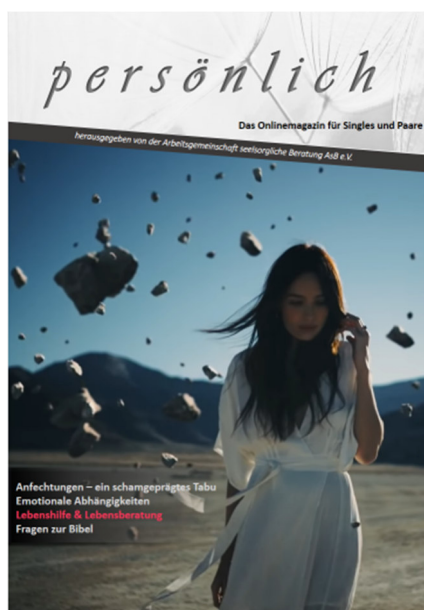 persönlich
Das Onlinemagazin für Singles und Paare
herausgegeben von der Arbeitsgemeinschaft seelsorgliche Beratung AsB e.V.
Anfechtungen – ein schamgeprägtes Tabu
Emotionale Abhängigkeiten
Lebenshilfe & Lebensberatung
Fragen zur Bibel